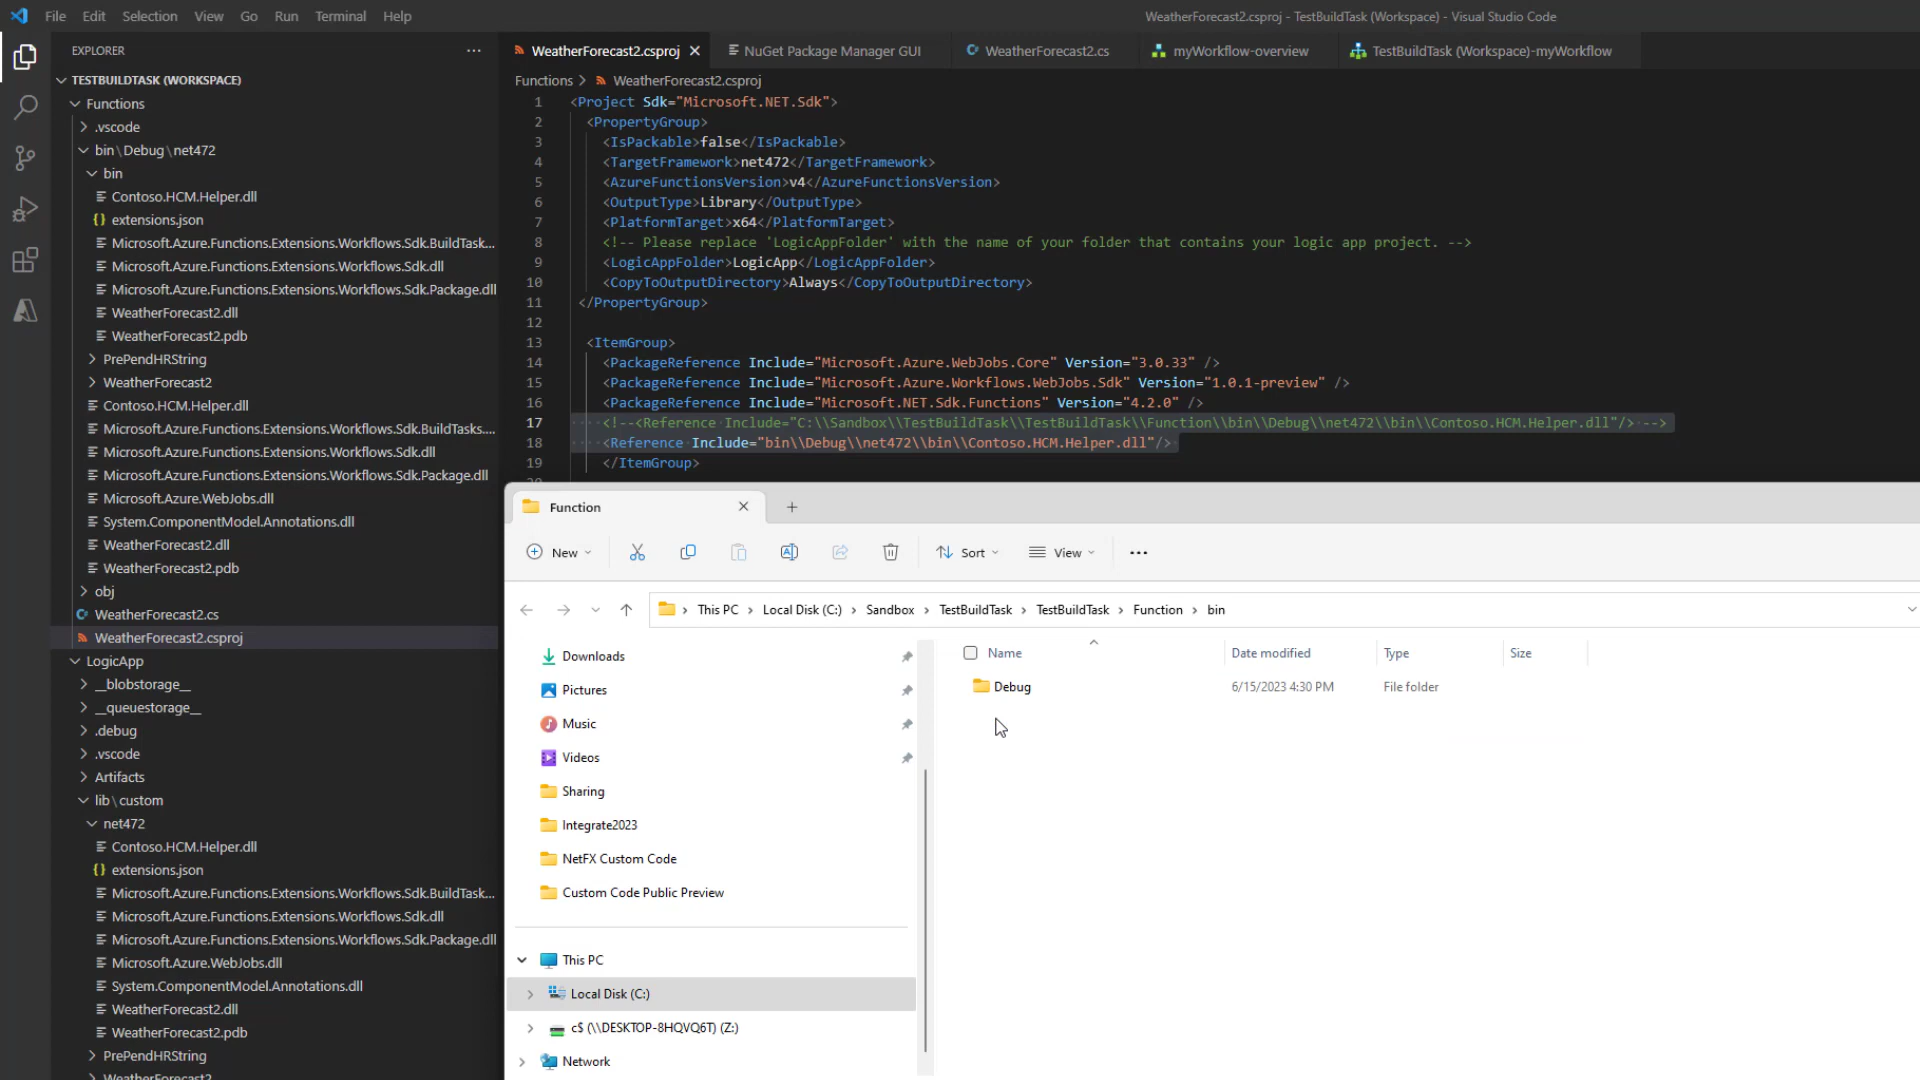 File Edit Selection View Go Run Terminal Help
WeatherForecast2.csproj - TestBuildTask (Workspace) - Visual Studio Code
EXPLORER
TESTBUILDTASK (WORKSPACE)
Functions
.vscode
bin\Debug\net472
bin
Contoso.HCM.Helper.dll
extensions.json
Microsoft.Azure.Functions.Extensions.Workflows.Sdk.BuildTask...
Microsoft.Azure.Functions.Extensions.Workflows.Sdk.dll
Microsoft.Azure.Functions.Extensions.Workflows.Sdk.Package.dll
WeatherForecast2.dll
WeatherForecast2.pdb
PrePendHRString
WeatherForecast2
Contoso.HCM.Helper.dll
Microsoft.Azure.Functions.Extensions.Workflows.Sdk.BuildTasks....
Microsoft.Azure.Functions.Extensions.Workflows.Sdk.dll
Microsoft.Azure.Functions.Extensions.Workflows.Sdk.Package.dll
Microsoft.Azure.WebJobs.dll
System.ComponentModel.Annotations.dll
WeatherForecast2.dll
WeatherForecast2.pdb
obj
WeatherForecast2.cs
WeatherForecast2.csproj
LogicApp
__blobstorage__
__queuestorage__
.debug
.vscode
Artifacts
lib\custom
net472
Contoso.HCM.Helper.dll
extensions.json
Microsoft.Azure.Functions.Extensions.Workflows.Sdk.BuildTask...
Microsoft.Azure.Functions.Extensions.Workflows.Sdk.dll
Microsoft.Azure.Functions.Extensions.Workflows.Sdk.Package.dll
Microsoft.Azure.WebJobs.dll
System.ComponentModel.Annotations.dll
WeatherForecast2.dll
WeatherForecast2.pdb
PrePendHRString
WeatherForecast2
WeatherForecast2.csproj NuGet Package Manager GUI WeatherForecast2.cs myWorkflow-overview TestBuildTask (Workspace)-myWorkflow
Functions > WeatherForecast2.csproj
1 <Project Sdk="Microsoft.NET.Sdk">
2 <PropertyGroup>
3 <IsPackable>false</IsPackable>
4 <TargetFramework>net472</TargetFramework>
5 <AzureFunctionsVersion>v4</AzureFunctionsVersion>
6 <OutputType>Library</OutputType>
7 <PlatformTarget>x64</PlatformTarget>
8 <!-- Please replace 'LogicAppFolder' with the name of your folder that contains your logic app project. -->
9 <LogicAppFolder>LogicApp</LogicAppFolder>
10 <CopyToOutputDirectory>Always</CopyToOutputDirectory>
11 </PropertyGroup>
12
13 <ItemGroup>
14 <PackageReference Include="Microsoft.Azure.WebJobs.Core" Version="3.0.33" />
15 <PackageReference Include="Microsoft.Azure.Workflows.WebJobs.Sdk" Version="1.0.1-preview" />
16 <PackageReference Include="Microsoft.NET.Sdk.Functions" Version="4.2.0" />
17 <!--<Reference Include="C:\\Sandbox\\TestBuildTask\\TestBuildTask\\Function\\bin\\Debug\\net472\\bin\\Contoso.HCM.Helper.dll"/> -->
18 <Reference Include="bin\\Debug\\net472\\bin\\Contoso.HCM.Helper.dll"/>
19 </ItemGroup>
Function
New Sort View
This PC > Local Disk (C:) > Sandbox > TestBuildTask > TestBuildTask > Function > bin
Downloads
Pictures
Music
Videos
Sharing
Integrate2023
NetFX Custom Code
Custom Code Public Preview
This PC
Local Disk (C:)
c$ (\\DESKTOP-8HQVQ6T) (Z:)
Network
Name Date modified Type Size
Debug 6/15/2023 4:30 PM File folder